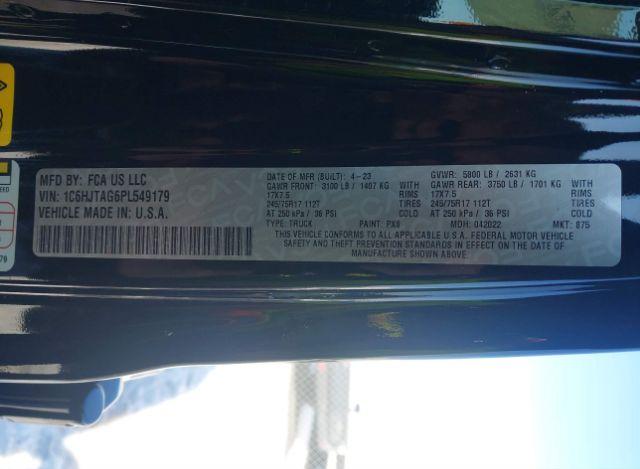 MFD BY: FCA US LLC
VIN: 1C6HJTAG6PL549179
VEHICLE MADE IN U.S.A.
DATE OF MFR (BUILT): 4-23 GVWR: 5800 LB / 2631 KG
GAWR FRONT: 3100 LB / 1407 KG WITH GAWR REAR: 3750 LB / 1701 KG WITH
17X7.5 RIMS 17X7.5 RIMS
245/75R17 112T TIRES 245/75R17 112T TIRES
AT 250 kPa / 36 PSI COLD AT 250 kPa / 36 PSI COLD
TYPE: TRUCK PAINT: PX8 MDH: 042022 MKT: 875
THIS VEHICLE CONFORMS TO ALL APPLICABLE U.S.A. FEDERAL MOTOR VEHICLE
SAFETY AND THEFT PREVENTION STANDARDS IN EFFECT ON THE DATE OF
MANUFACTURE SHOWN ABOVE.